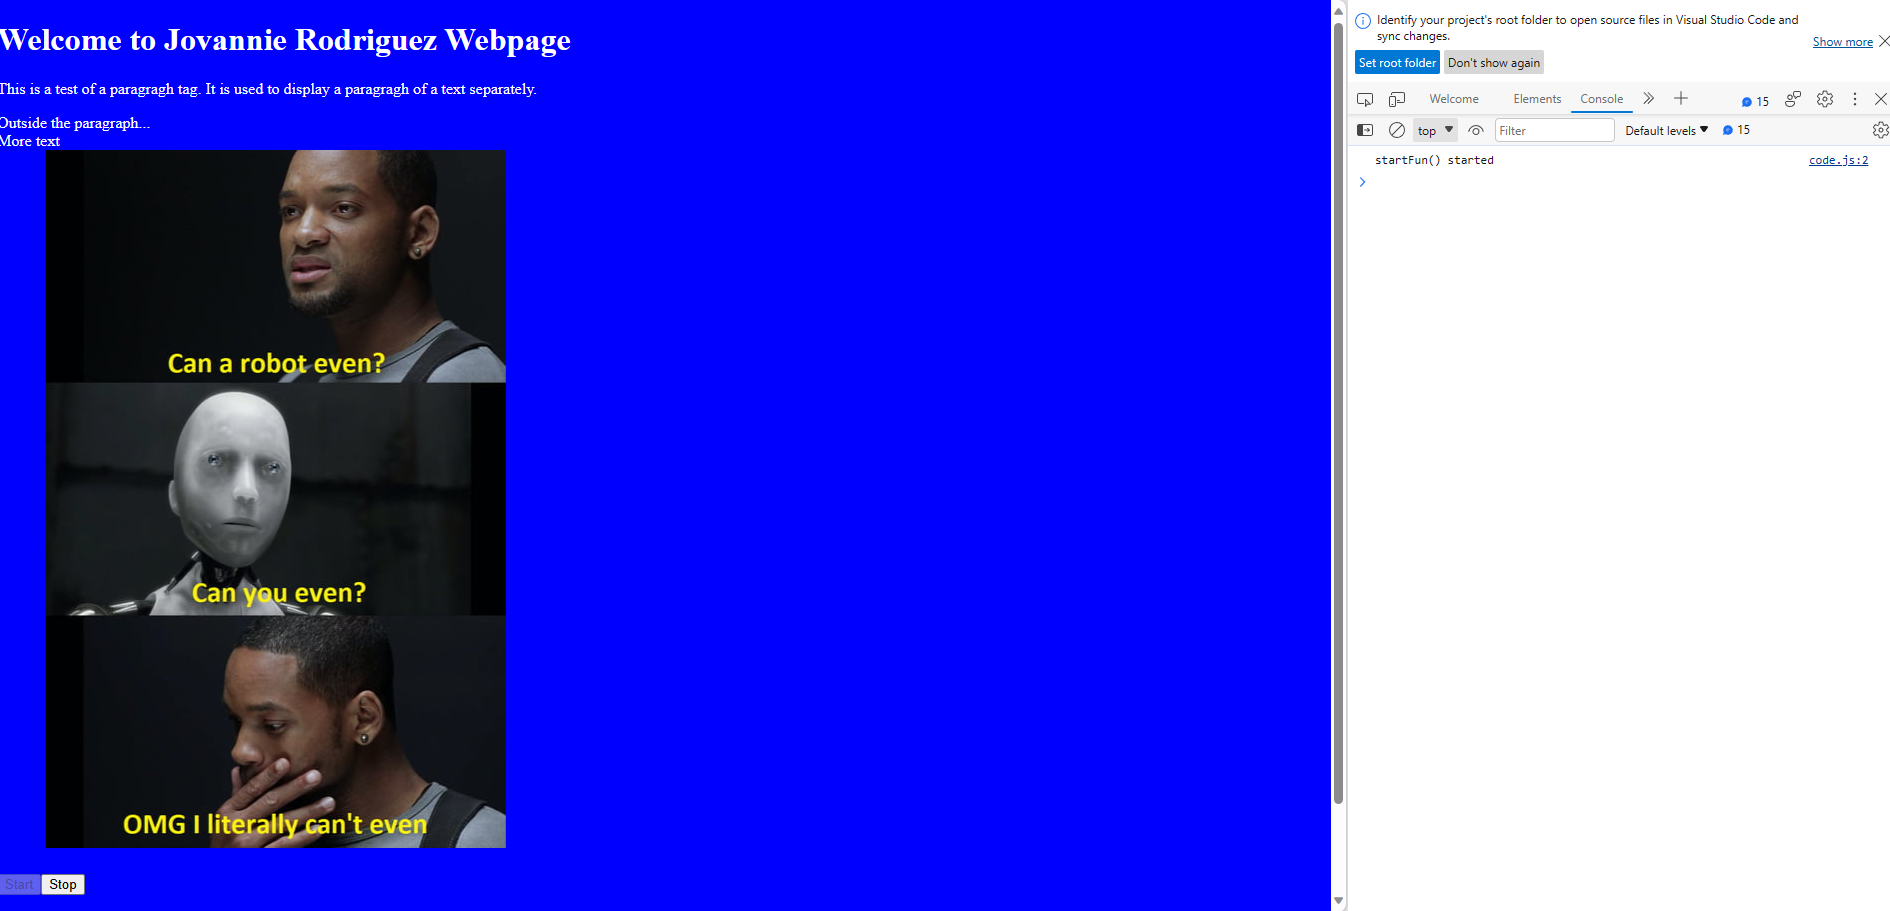 Welcome to Jovannie Rodriguez Webpage
This is a test of a paragragh tag. It is used to display a paragragh of a text separately.
Outside the paragraph...
More text
Can a robot even?
Can you even?
OMG I literally can't even
Start Stop
Identify your project's root folder to open source files in Visual Studio Code and
sync changes.
Show more
Set root folder Don't show again
Welcome Elements Console 15
top Filter Default levels 15
startFun() started code.js:2